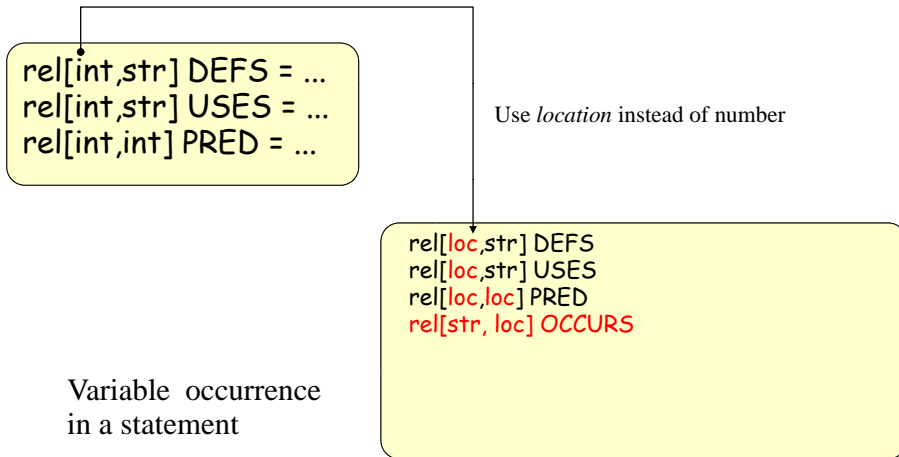 rel[int,str] DEFS = ...
rel[int,str] USES = ...
rel[int,int] PRED = ...
Use location instead of number
rel[loc,str] DEFS
rel[loc,str] USES
rel[loc,loc] PRED
rel[str, loc] OCCURS
Variable occurrence
in a statement